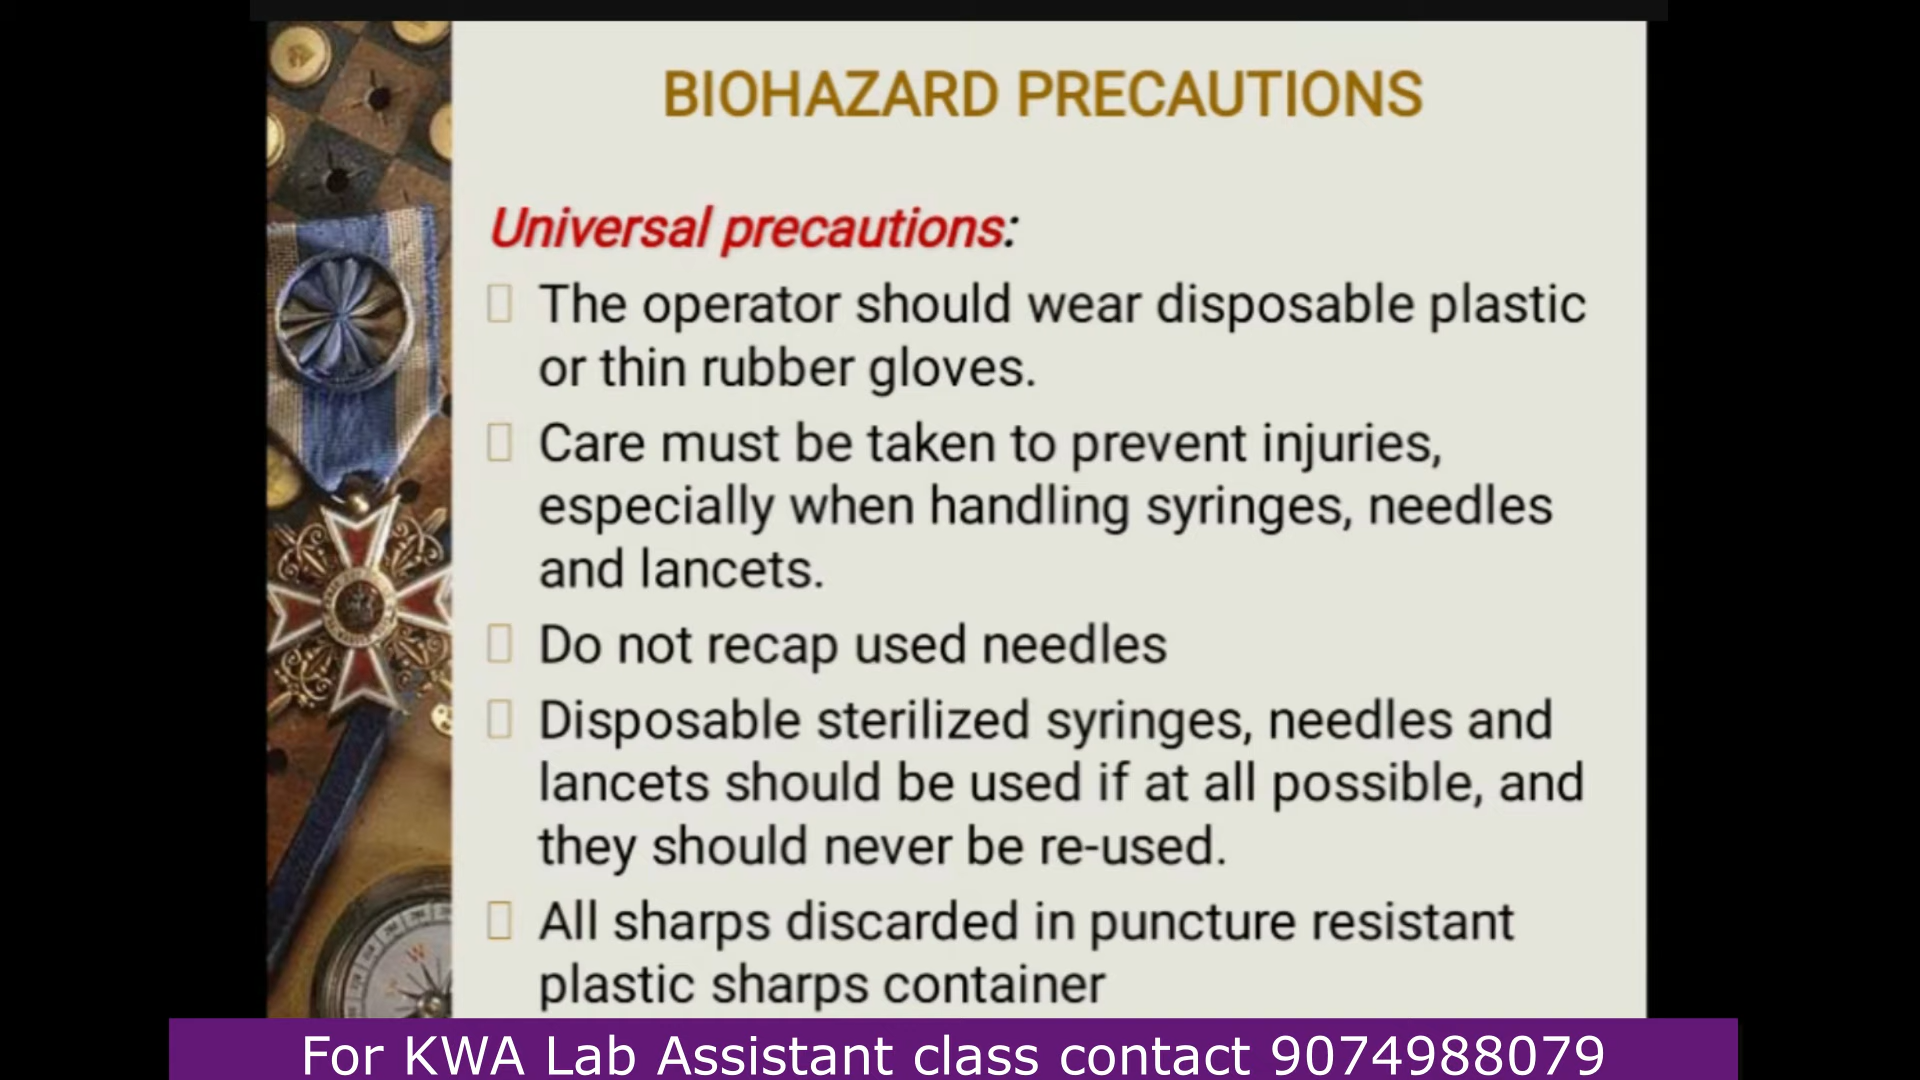 BIOHAZARD PRECAUTIONS
Universal precautions:
The operator should wear disposable plastic
or thin rubber gloves.
Care must be taken to prevent injuries,
especially when handling syringes, needles
and lancets.
Do not recap used needles
Disposable sterilized syringes, needles and
lancets should be used if at all possible, and
they should never be re-used.
All sharps discarded in puncture resistant
plastic sharps container
For KWA Lab Assistant class contact 9074988079